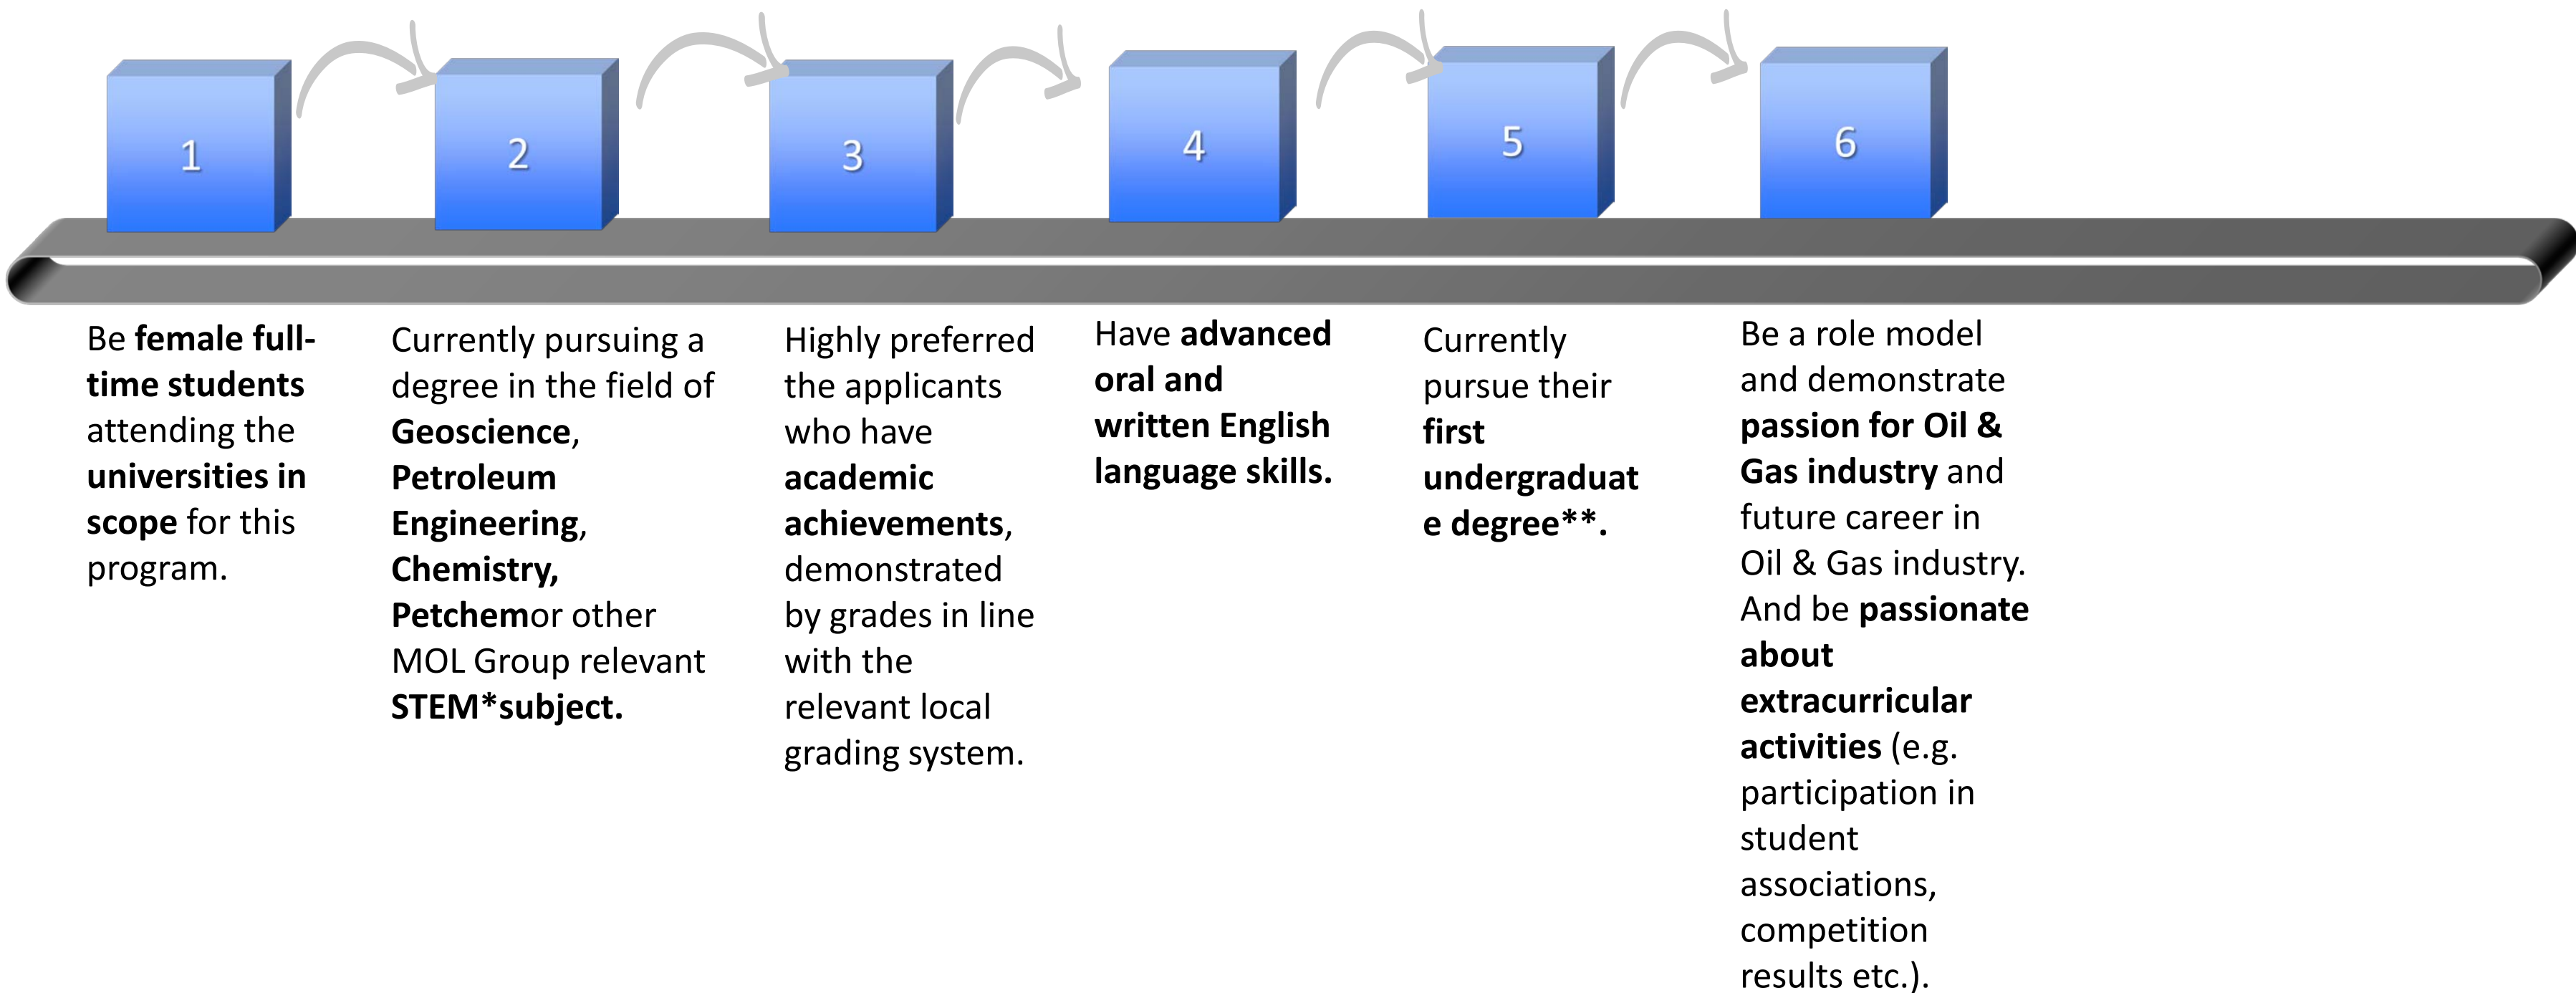 1
2
3
4
5
6
Be female full-
time students
attending the
universities in
scope for this
program.
Currently pursuing a
degree in the field of
Geoscience,
Petroleum
Engineering,
Chemistry,
Petchemor other
MOL Group relevant
STEM*subject.
Highly preferred
the applicants
who have
academic
achievements,
demonstrated
by grades in line
with the
relevant local
grading system.
Have advanced
oral and
written English
language skills.
Currently
pursue their
first
undergraduat
e degree**.
Be a role model
and demonstrate
passion for Oil &
Gas industry and
future career in
Oil & Gas industry.
And be passionate
about
extracurricular
activities (e.g.
participation in
student
associations,
competition
results etc.).